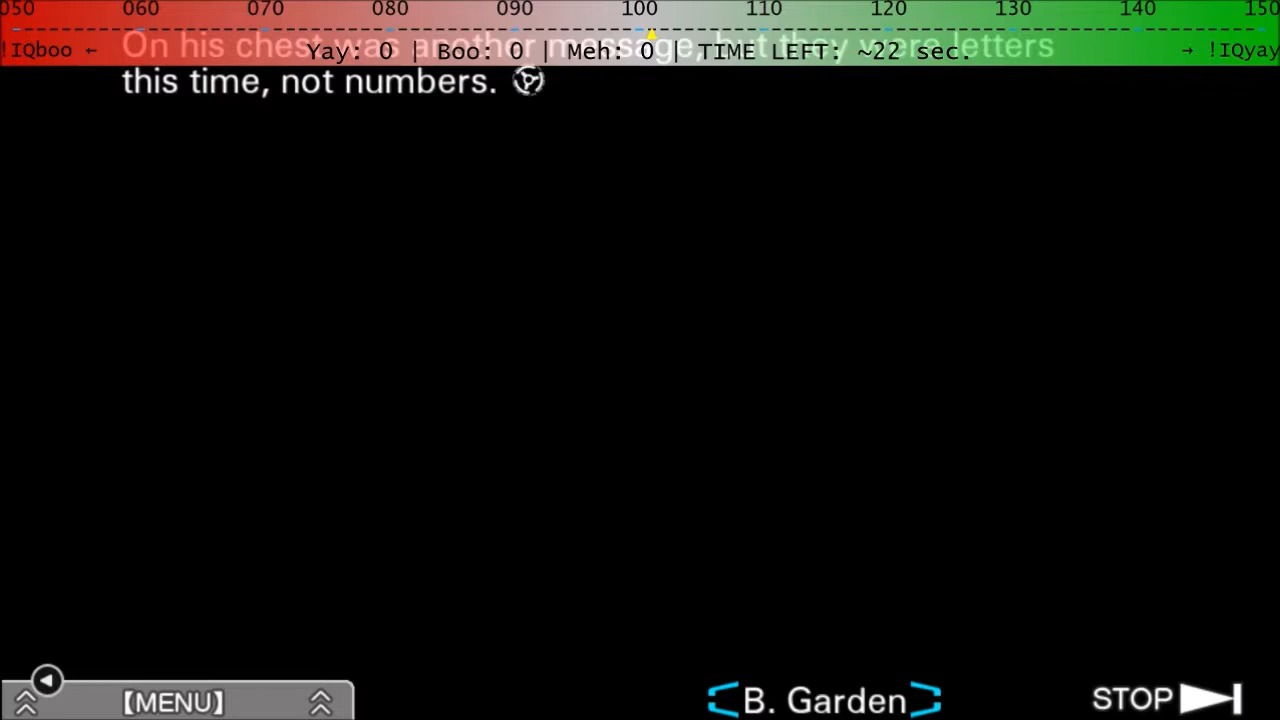 050 060 070 080 090 100 110 120 130 140 150
!IQboo ← Yay: 0 | Boo: 0 | Meh: 0 | TIME LEFT: ~22 sec. → !IQyay
On his chest was another message, but they were letters
this time, not numbers.
【MENU】 B. Garden STOP